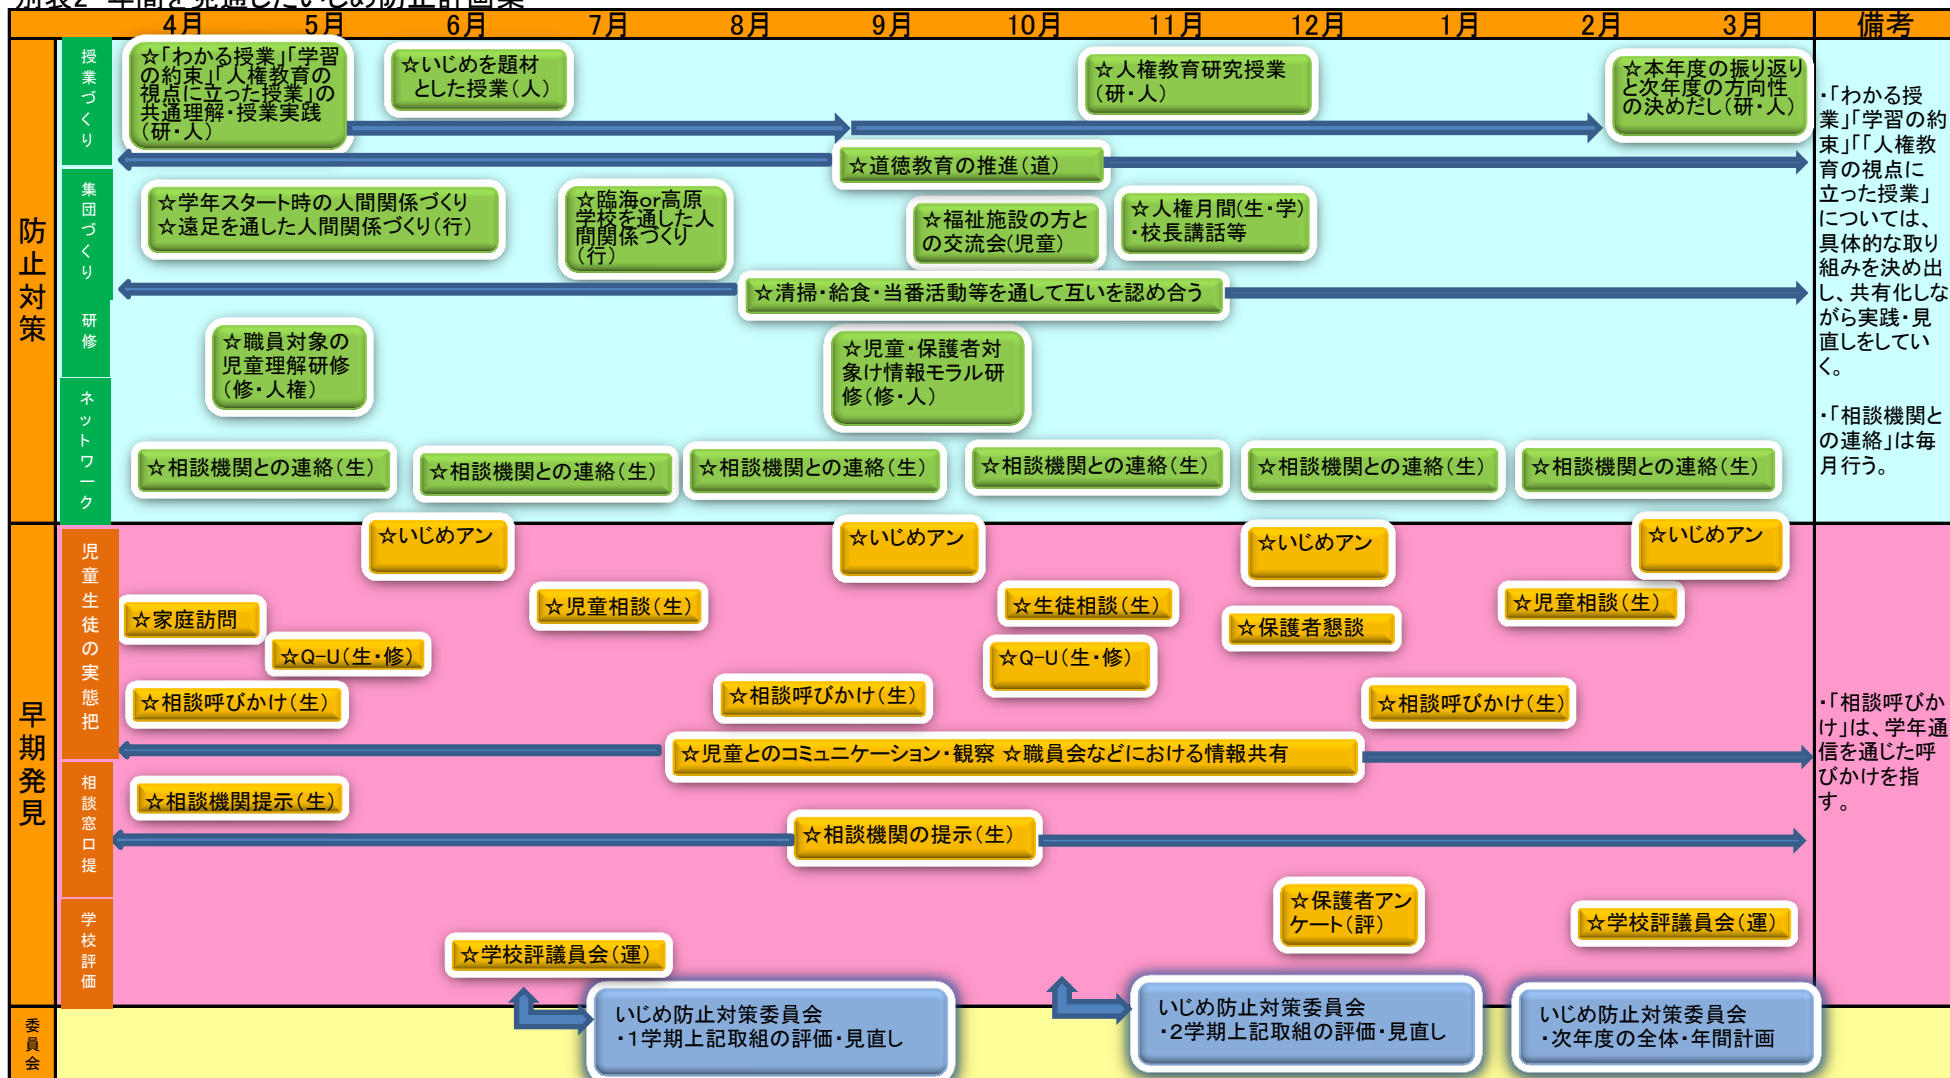 別表2 年間を見通したいじめ防止計画案
4月 5月 6月 7月 8月 9月 10月 11月 12月 1月 2月 3月 備考
防止対策
授業づくり
☆「わかる授業」「学習
の約束」「人権教育の
視点に立った授業」の
共通理解・授業実践
(研・人)
☆いじめを題材
とした授業(人)
☆人権教育研究授業
(研・人)
☆本年度の振り返り
と次年度の方向性
の決めだし(研・人)
☆道徳教育の推進(道)
集団づくり
☆学年スタート時の人間関係づくり
☆遠足を通した人間関係づくり(行)
☆臨海or高原
学校を通した人
間関係づくり
(行)
☆福祉施設の方と
の交流会(児童)
☆人権月間(生・学)
・校長講話等
☆清掃・給食・当番活動等を通して互いを認め合う
研修
☆職員対象の
児童理解研修
(修・人権)
☆児童・保護者対
象け情報モラル研
修(修・人)
ネットワーク
☆相談機関との連絡(生)
☆相談機関との連絡(生)
☆相談機関との連絡(生)
☆相談機関との連絡(生)
☆相談機関との連絡(生)
☆相談機関との連絡(生)
・「わかる授
業」「学習の約
束」「「人権教
育の視点に
立った授業」
については、
具体的な取り
組みを決め出
し、共有化しな
がら実践・見
直しをしてい
く。
・「相談機関と
の連絡」は毎
月行う。
早期発見
児童生徒の実態把
☆いじめアン
☆いじめアン
☆いじめアン
☆いじめアン
☆家庭訪問
☆児童相談(生)
☆生徒相談(生)
☆児童相談(生)
☆保護者懇談
☆Q-U(生・修)
☆Q-U(生・修)
☆相談呼びかけ(生)
☆相談呼びかけ(生)
☆相談呼びかけ(生)
☆児童とのコミュニケーション・観察 ☆職員会などにおける情報共有
相談窓口提
☆相談機関提示(生)
☆相談機関の提示(生)
学校評価
☆保護者アン
ケート(評)
☆学校評議員会(運)
☆学校評議員会(運)
・「相談呼びか
け」は、学年通
信を通じた呼
びかけを指
す。
委員会
いじめ防止対策委員会
・1学期上記取組の評価・見直し
いじめ防止対策委員会
・2学期上記取組の評価・見直し
いじめ防止対策委員会
・次年度の全体・年間計画